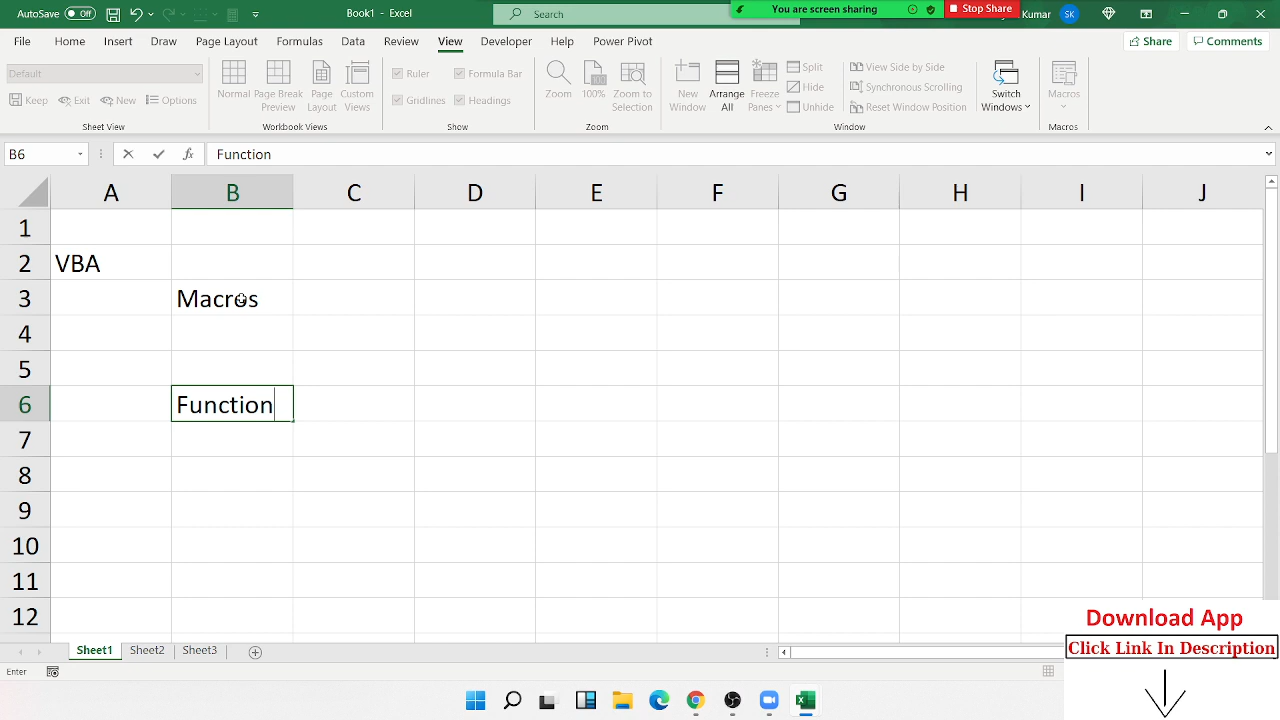 AutoSave Off Book1 - Excel Search You are screen sharing Stop Share Kumar SK
File Home Insert Draw Page Layout Formulas Data Review View Developer Help Power Pivot Share Comments
Default
Keep Exit New Options
Sheet View
Normal Page Break Preview Page Layout Custom Views
Workbook Views
Ruler Formula Bar
Gridlines Headings
Show
Zoom 100% Zoom to Selection
Zoom
New Window Arrange All Freeze Panes
Split View Side by Side
Hide Synchronous Scrolling
Unhide Reset Window Position
Switch Windows
Window
Macros
Macros
B6 fx Function
A B C D E F G H I J
1
2 VBA
3 Macros
4
5
6 Function
7
8
9
10
11
12
Sheet1 Sheet2 Sheet3
Enter
Download App
Click Link In Description